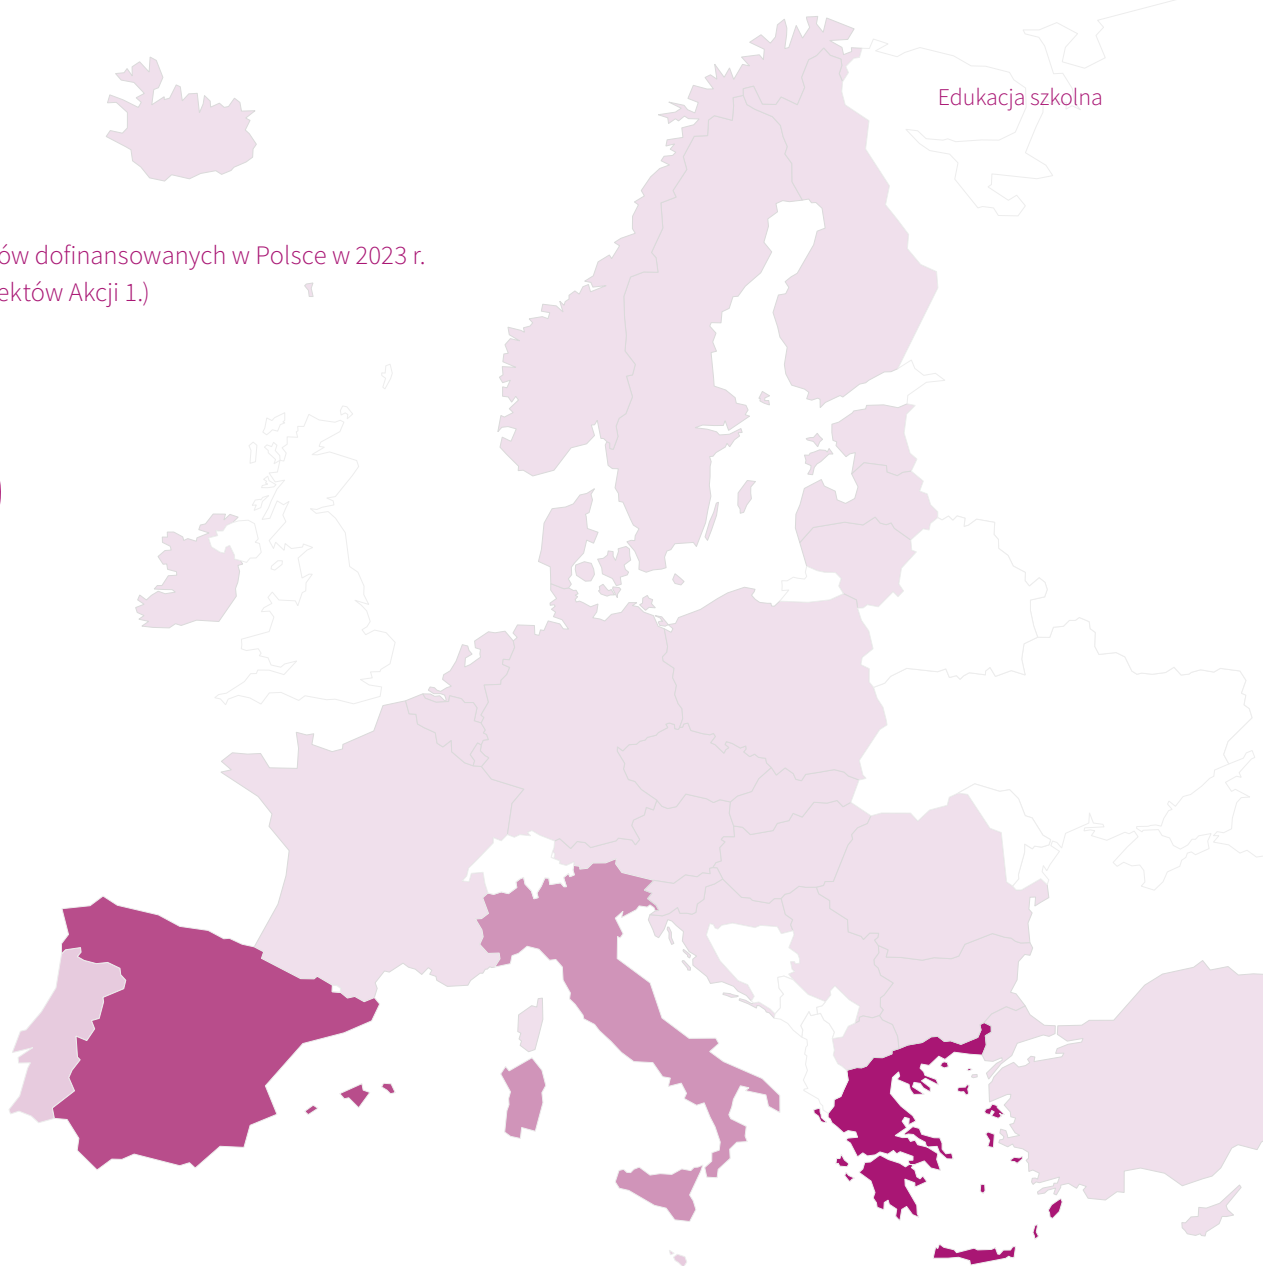 Edukacja szkolna
ów dofinansowanych w Polsce w 2023 r.
ektów Akcji 1.)